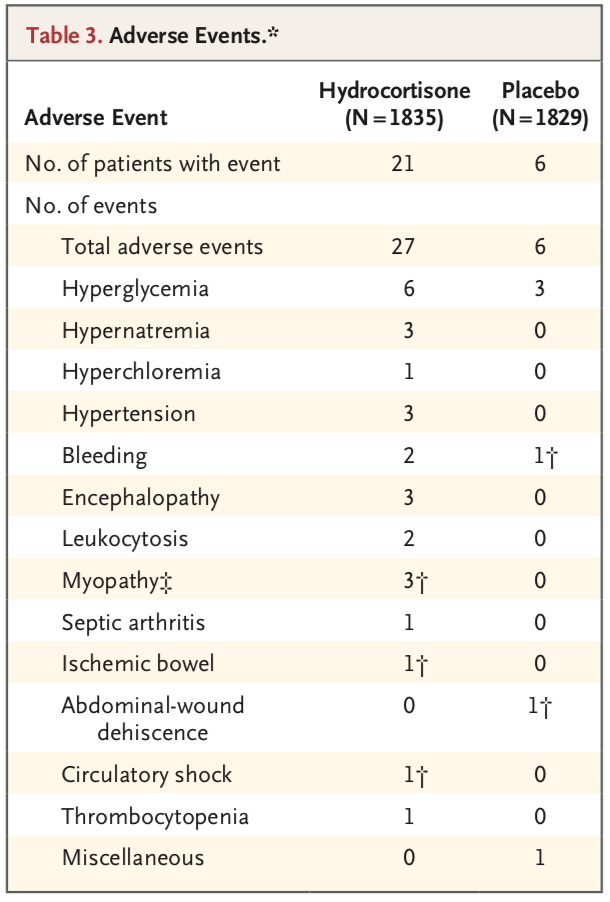 Table 3. Adverse Events.*
Adverse Event Hydrocortisone (N=1835) Placebo (N=1829)
No. of patients with event 21 6
No. of events
Total adverse events 27 6
Hyperglycemia 6 3
Hypernatremia 3 0
Hyperchloremia 1 0
Hypertension 3 0
Bleeding 2 1†
Encephalopathy 3 0
Leukocytosis 2 0
Myopathy‡ 3† 0
Septic arthritis 1 0
Ischemic bowel 1† 0
Abdominal-wound 0 1†
dehiscence
Circulatory shock 1† 0
Thrombocytopenia 1 0
Miscellaneous 0 1